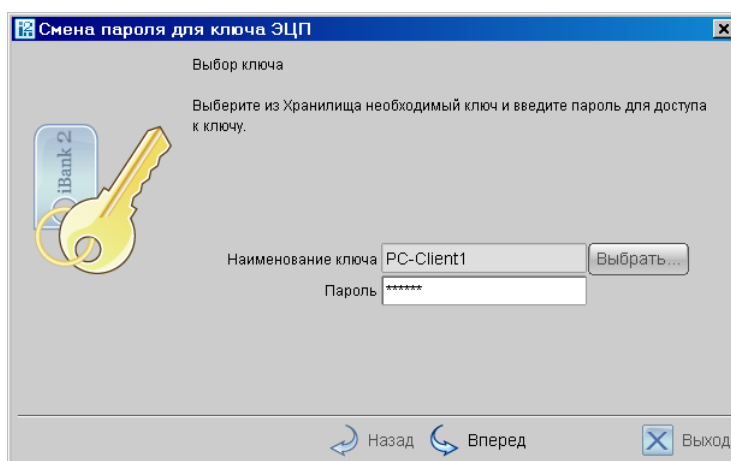 Смена пароля для ключа ЭЦП
Выбор ключа
Выберите из Хранилища необходимый ключ и введите пароль для доступа
к ключу.
iBank 2
Наименование ключа PC-Client1 Выбрать...
Пароль ******
Назад Вперед Выход